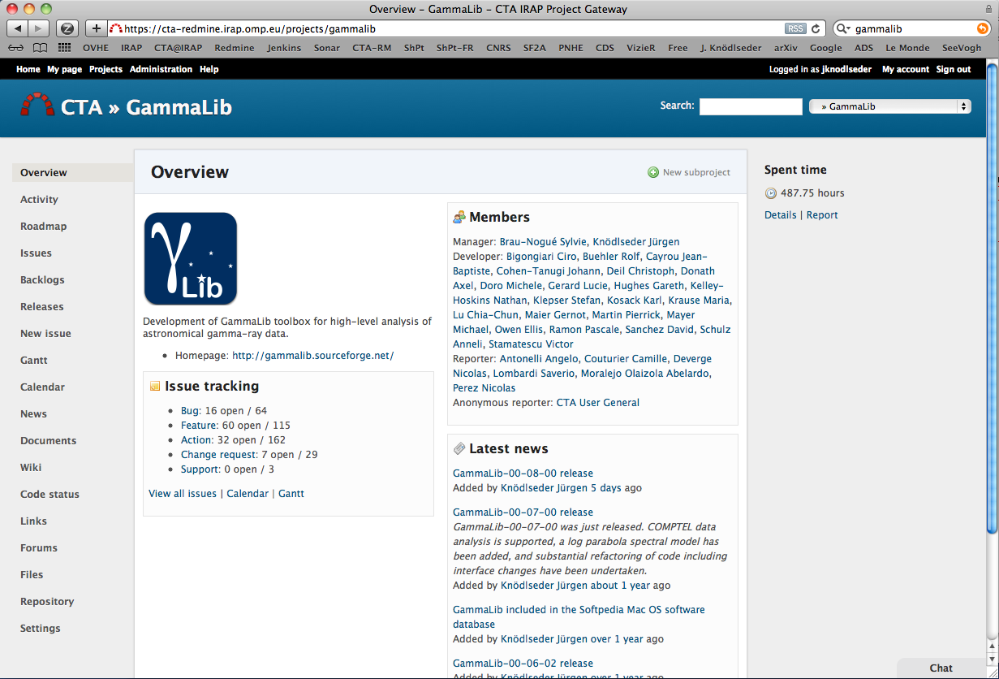 Overview – GammaLib – CTA IRAP Project Gateway
https://cta-redmine.irap.omp.eu/projects/gammalib
RSS
gammalib
OVHE IRAP CTA@IRAP Redmine Jenkins Sonar CTA-RM ShPt ShPt-FR CNRS SF2A PNHE CDS VizieR Free J. Knödlseder arXiv Google ADS Le Monde SeeVogh
Home My page Projects Administration Help
Logged in as jknodlseder My account Sign out
CTA » GammaLib
Search:
» GammaLib
Overview
Activity
Roadmap
Issues
Backlogs
Releases
New issue
Gantt
Calendar
News
Documents
Wiki
Code status
Links
Forums
Files
Repository
Settings
Overview
New subproject
γ
Lib
Development of GammaLib toolbox for high-level analysis of
astronomical gamma-ray data.
• Homepage: http://gammalib.sourceforge.net/
Issue tracking
• Bug: 16 open / 64
• Feature: 60 open / 115
• Action: 32 open / 162
• Change request: 7 open / 29
• Support: 0 open / 3
View all issues | Calendar | Gantt
Members
Manager: Brau-Nogué Sylvie, Knödlseder Jürgen
Developer: Bigongiari Ciro, Buehler Rolf, Cayrou Jean-
Baptiste, Cohen-Tanugi Johann, Deil Christoph, Donath
Axel, Doro Michele, Gerard Lucie, Hughes Gareth, Kelley-
Hoskins Nathan, Klepser Stefan, Kosack Karl, Krause Maria,
Lu Chia-Chun, Maier Gernot, Martin Pierrick, Mayer
Michael, Owen Ellis, Ramon Pascale, Sanchez David, Schulz
Anneli, Stamatescu Victor
Reporter: Antonelli Angelo, Couturier Camille, Deverge
Nicolas, Lombardi Saverio, Moralejo Olaizola Abelardo,
Perez Nicolas
Anonymous reporter: CTA User General
Latest news
GammaLib-00-08-00 release
Added by Knödlseder Jürgen 5 days ago
GammaLib-00-07-00 release
GammaLib-00-07-00 was just released. COMPTEL data
analysis is supported, a log parabola spectral model has
been added, and substantial refactoring of code including
interface changes have been undertaken.
Added by Knödlseder Jürgen about 1 year ago
GammaLib included in the Softpedia Mac OS software
database
Added by Knödlseder Jürgen over 1 year ago
GammaLib-00-06-02 release
Added by Knödlseder Jürgen over 1 year ago
Spent time
487.75 hours
Details | Report
Chat